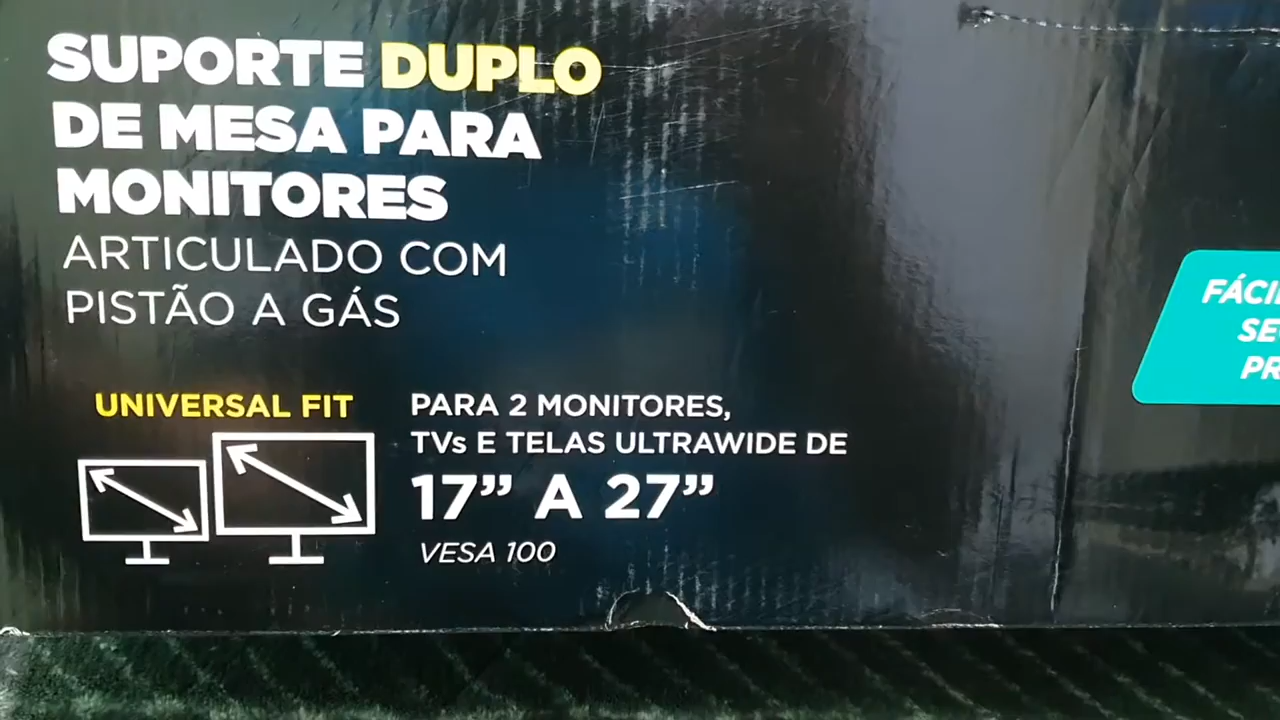 SUPORTE DUPLO
DE MESA PARA
MONITORES
ARTICULADO COM
PISTÃO A GÁS
UNIVERSAL FIT
PARA 2 MONITORES,
TVs E TELAS ULTRAWIDE DE
17” A 27”
VESA 100